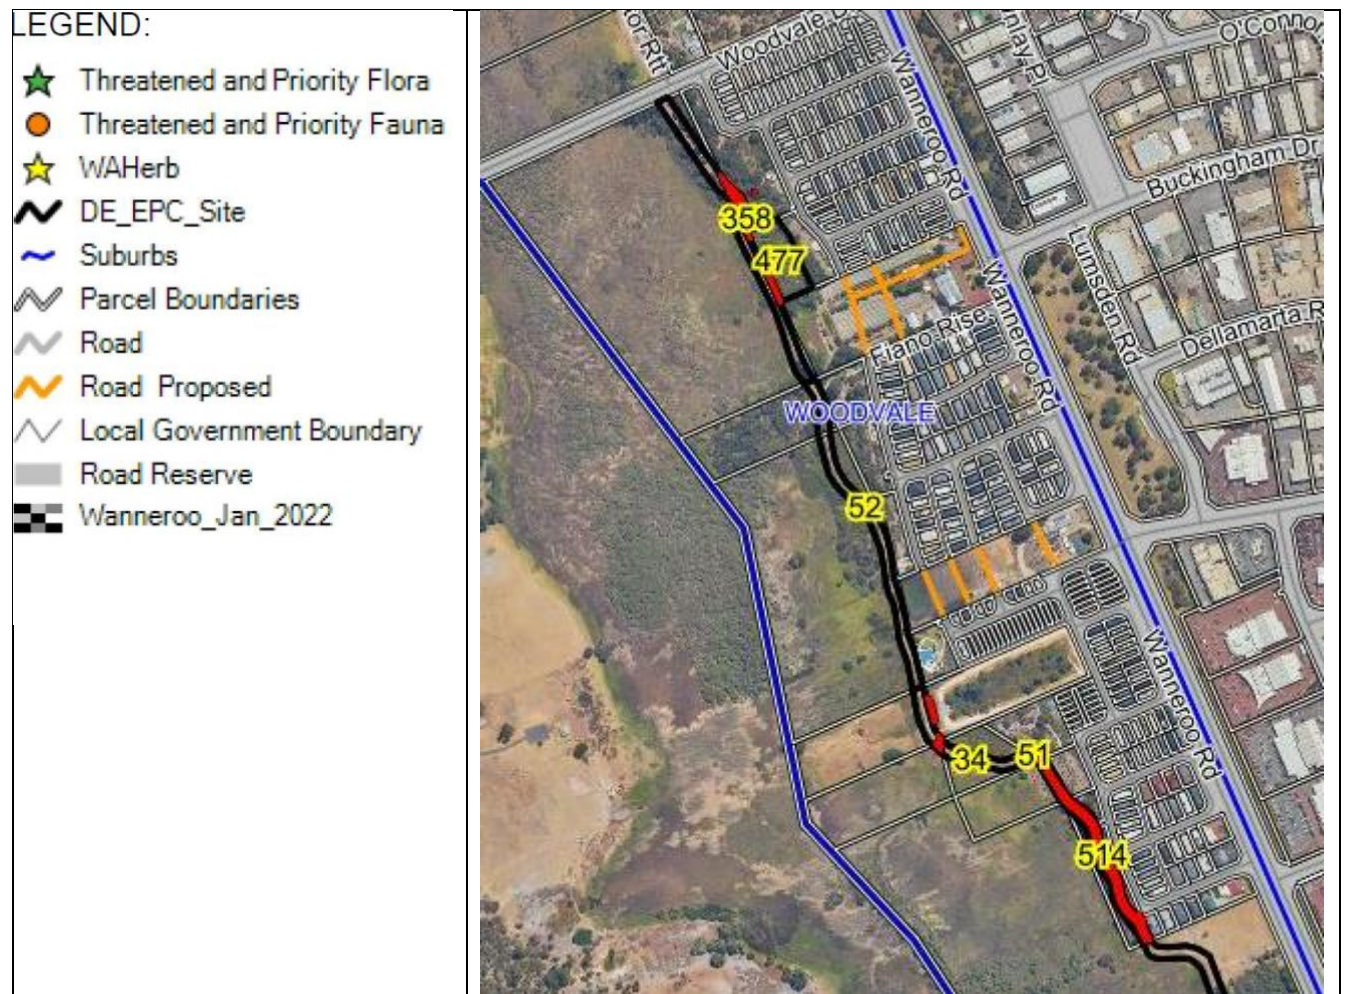 LEGEND:
Threatened and Priority Flora
Threatened and Priority Fauna
WAHerb
DE_EPC_Site
Suburbs
Parcel Boundaries
Road
Road Proposed
Local Government Boundary
Road Reserve
Wanneroo_Jan_2022
Woodvale
O'Connor
Wanneroo Rd
Buckingham Dr
358
477
Lumsden Rd
Wanneroo Rd
Dellamarta R
Rise
WOODVALE
52
Wanneroo Rd
34
51
514